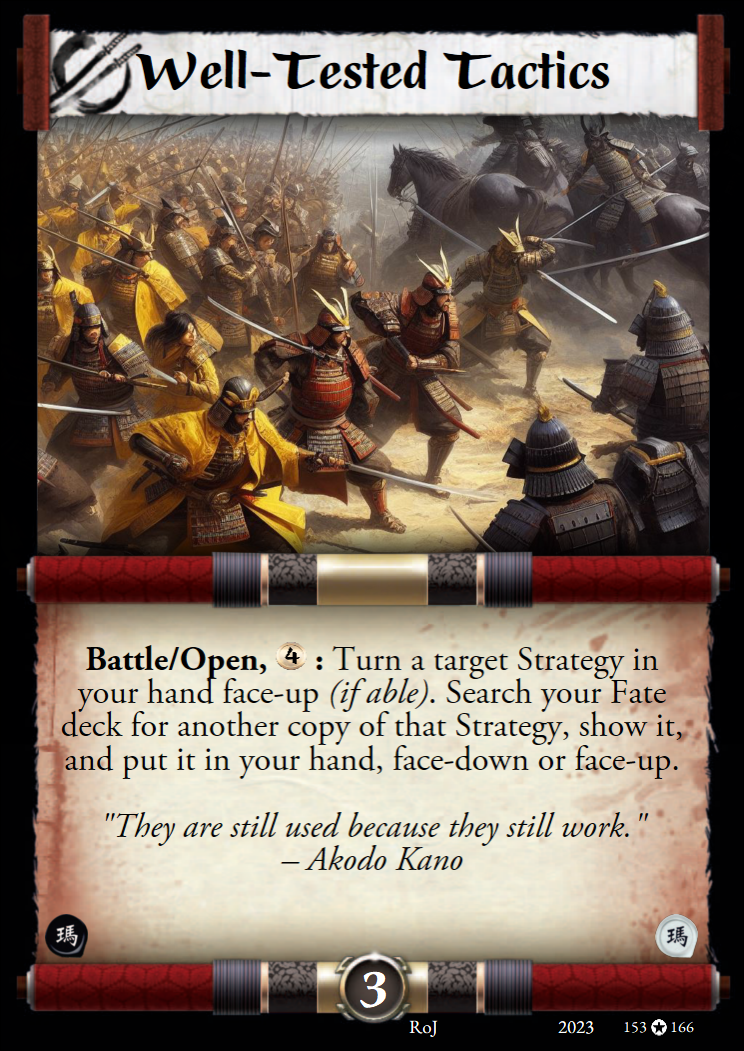 Well-Tested Tactics
Battle/Open, 4 : Turn a target Strategy in
your hand face-up (if able). Search your Fate
deck for another copy of that Strategy, show it,
and put it in your hand, face-down or face-up.
"They are still used because they still work."
– Akodo Kano
瑪 瑪
3
RoJ 2023 153 ✪ 166